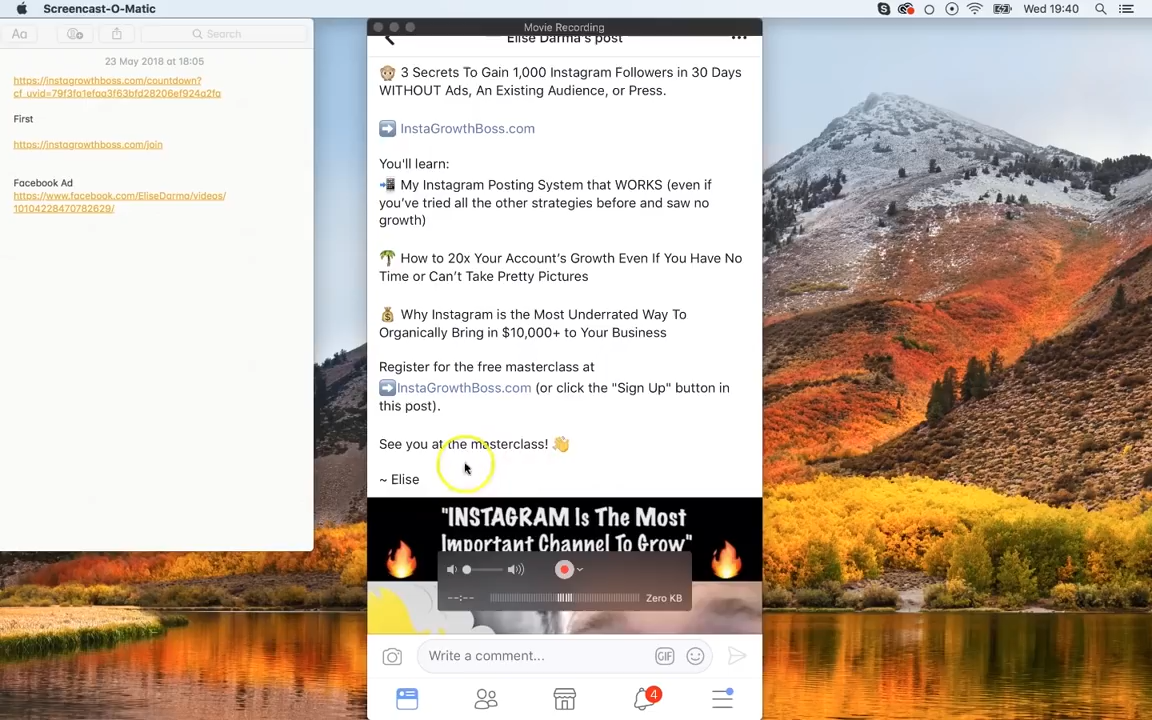 Screencast-O-Matic
Wed 19:40
Aa
Search
23 May 2018 at 18:05
https://instagrowthboss.com/countdown?
cf_uvid=79f3fa1efaa3f63bfd28206ef924a2fa
First
https://instagrowthboss.com/join
Facebook Ad
https://www.facebook.com/EliseDarma/videos/
10104228470782629/
Movie Recording
Elise Darma's post
3 Secrets To Gain 1,000 Instagram Followers in 30 Days
WITHOUT Ads, An Existing Audience, or Press.
InstaGrowthBoss.com
You'll learn:
My Instagram Posting System that WORKS (even if
you've tried all the other strategies before and saw no
growth)
How to 20x Your Account's Growth Even If You Have No
Time or Can't Take Pretty Pictures
Why Instagram is the Most Underrated Way To
Organically Bring in $10,000+ to Your Business
Register for the free masterclass at
InstaGrowthBoss.com (or click the "Sign Up" button in
this post).
See you at the masterclass!
~ Elise
"INSTAGRAM Is The Most
Important Channel To Grow"
--:--
Zero KB
Write a comment...
GIF
4